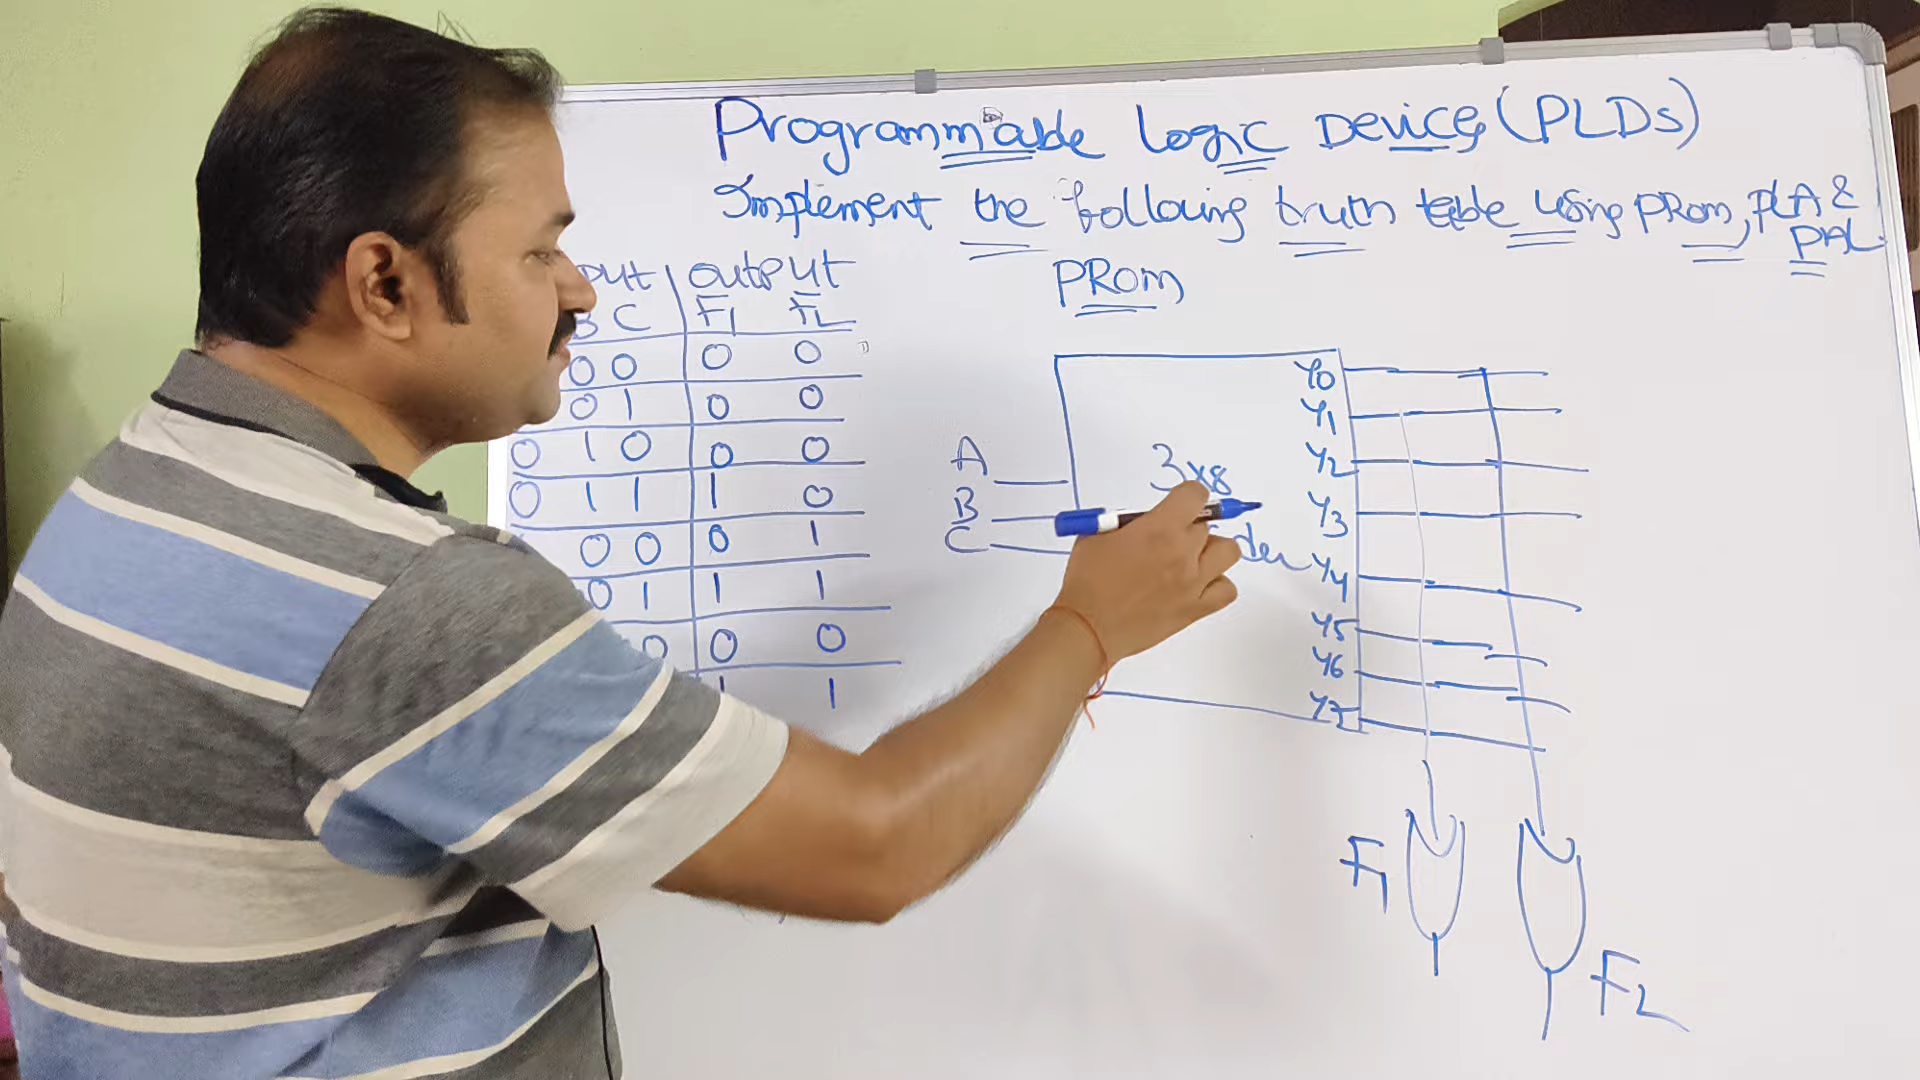 Programmable Logic Devices (PLDs)
Implement the following truth table using PROM, PLA &
PAL.
put output
B C F1 F2
0 0 0 0
0 1 0 0
0 1 0 0 0
0 1 1 1 0
0 0 0 1
0 1 1 1
0 0 0
1 1
PROM
A
B
C
3x8
der
Y0
Y1
Y2
Y3
Y4
Y5
Y6
Y7
F1
F2